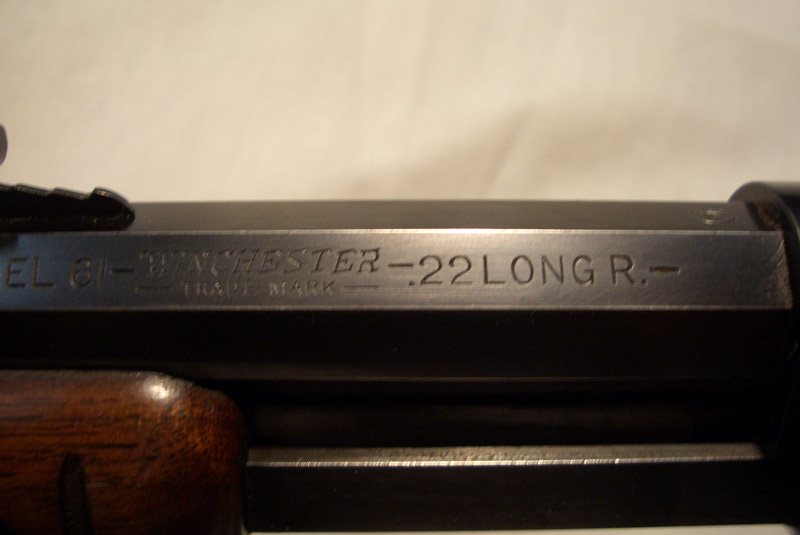 EL 61-WINCHESTER-.22 LONG R.-
-TRADE MARK-